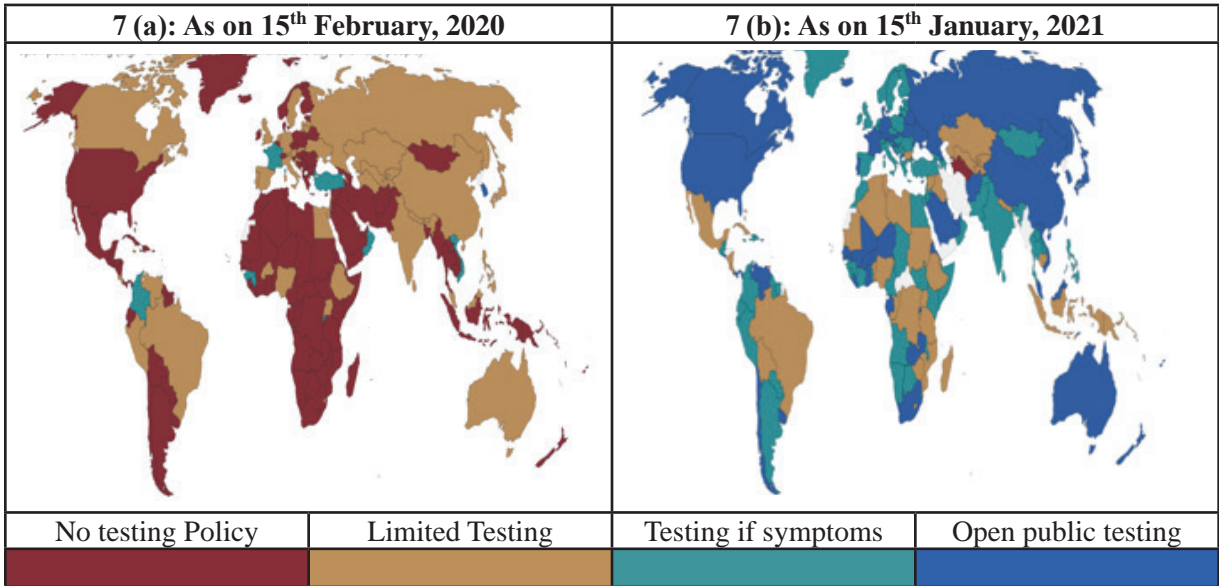 7 (a): As on 15th February, 2020
7 (b): As on 15th January, 2021
No testing Policy
Limited Testing
Testing if symptoms
Open public testing